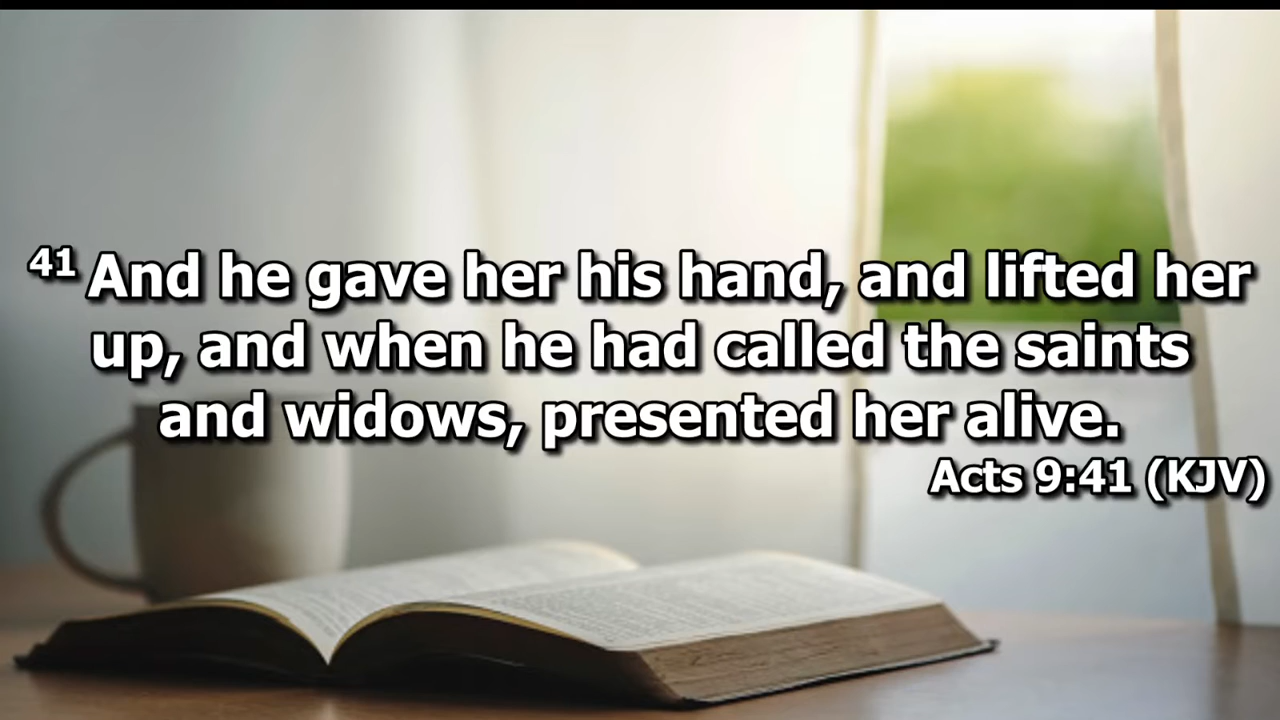 41 And he gave her his hand, and lifted her
up, and when he had called the saints
and widows, presented her alive.
Acts 9:41 (KJV)